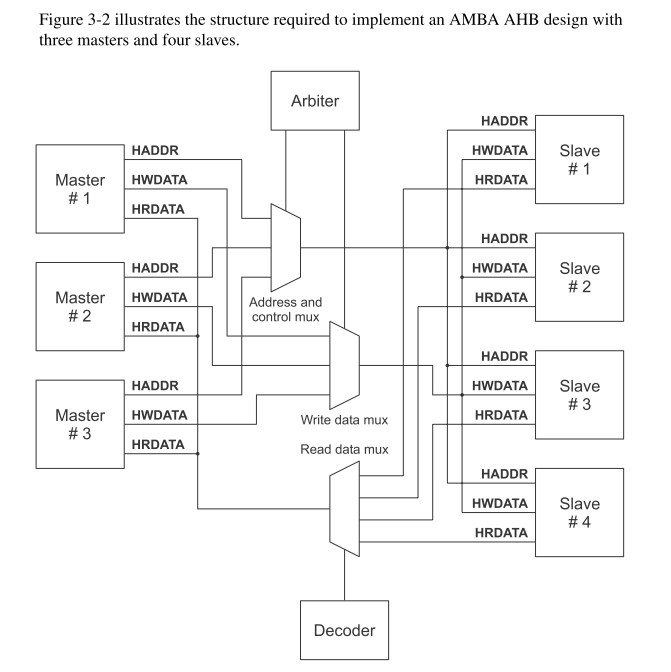 Figure 3-2 illustrates the structure required to implement an AMBA AHB design with
three masters and four slaves.
Arbiter
HADDR
HWDATA
HRDATA
Master
# 1
HADDR
HWDATA
HRDATA
Slave
# 1
HADDR
HWDATA
HRDATA
Master
# 2
HADDR
HWDATA
HRDATA
Slave
# 2
Address and
control mux
HADDR
HWDATA
HRDATA
Master
# 3
HADDR
HWDATA
HRDATA
Slave
# 3
Write data mux
Read data mux
HADDR
HWDATA
HRDATA
Slave
# 4
Decoder